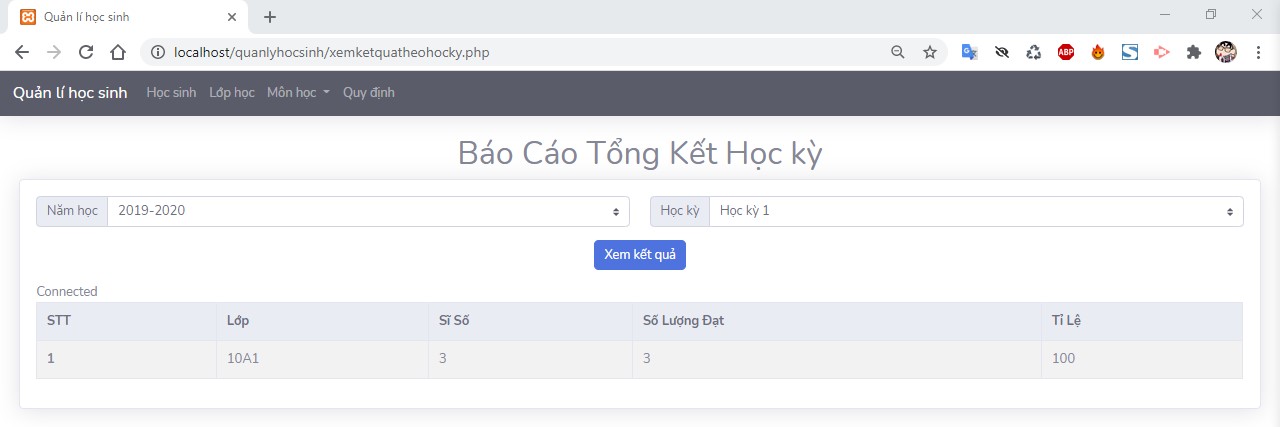 Quản lí học sinh
localhost/quanlyhocsinh/xemketquatheohocky.php
ABP
Quản lí học sinh Học sinh Lớp học Môn học Quy định
Báo Cáo Tổng Kết Học kỳ
Năm học 2019-2020 Học kỳ Học kỳ 1
Xem kết quả
Connected
STT Lớp Sĩ Số Số Lượng Đạt Tỉ Lệ
1 10A1 3 3 100